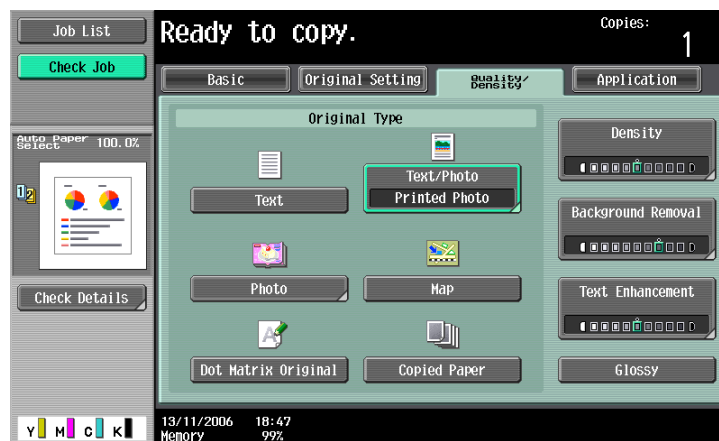 Job List
Ready to copy.
Copies:
1
Check Job
Basic
Original Setting
Quality/
Density
Application
Original Type
Auto Paper
Select
100.0%
Text
Text/Photo
Printed Photo
Density
Background Removal
12
Photo
Map
Text Enhancement
Check Details
Dot Matrix Original
Copied Paper
Glossy
Y M C K
13/11/2006 18:47
Memory 99%